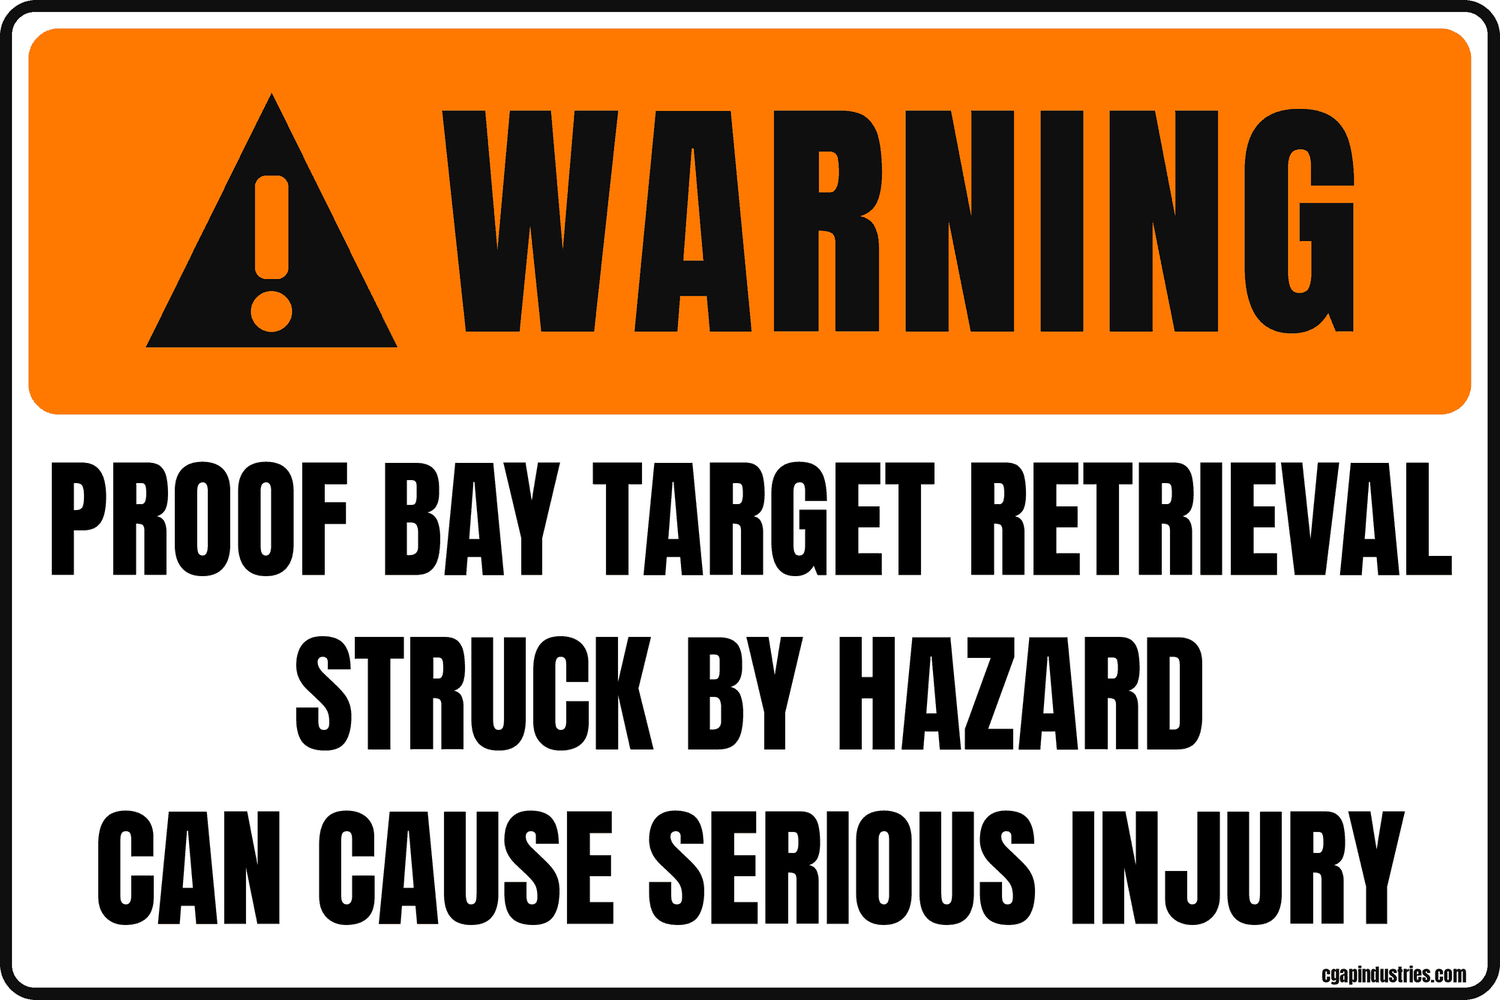 WARNING
PROOF BAY TARGET RETRIEVAL
STRUCK BY HAZARD
CAN CAUSE SERIOUS INJURY
cgapindustries.com